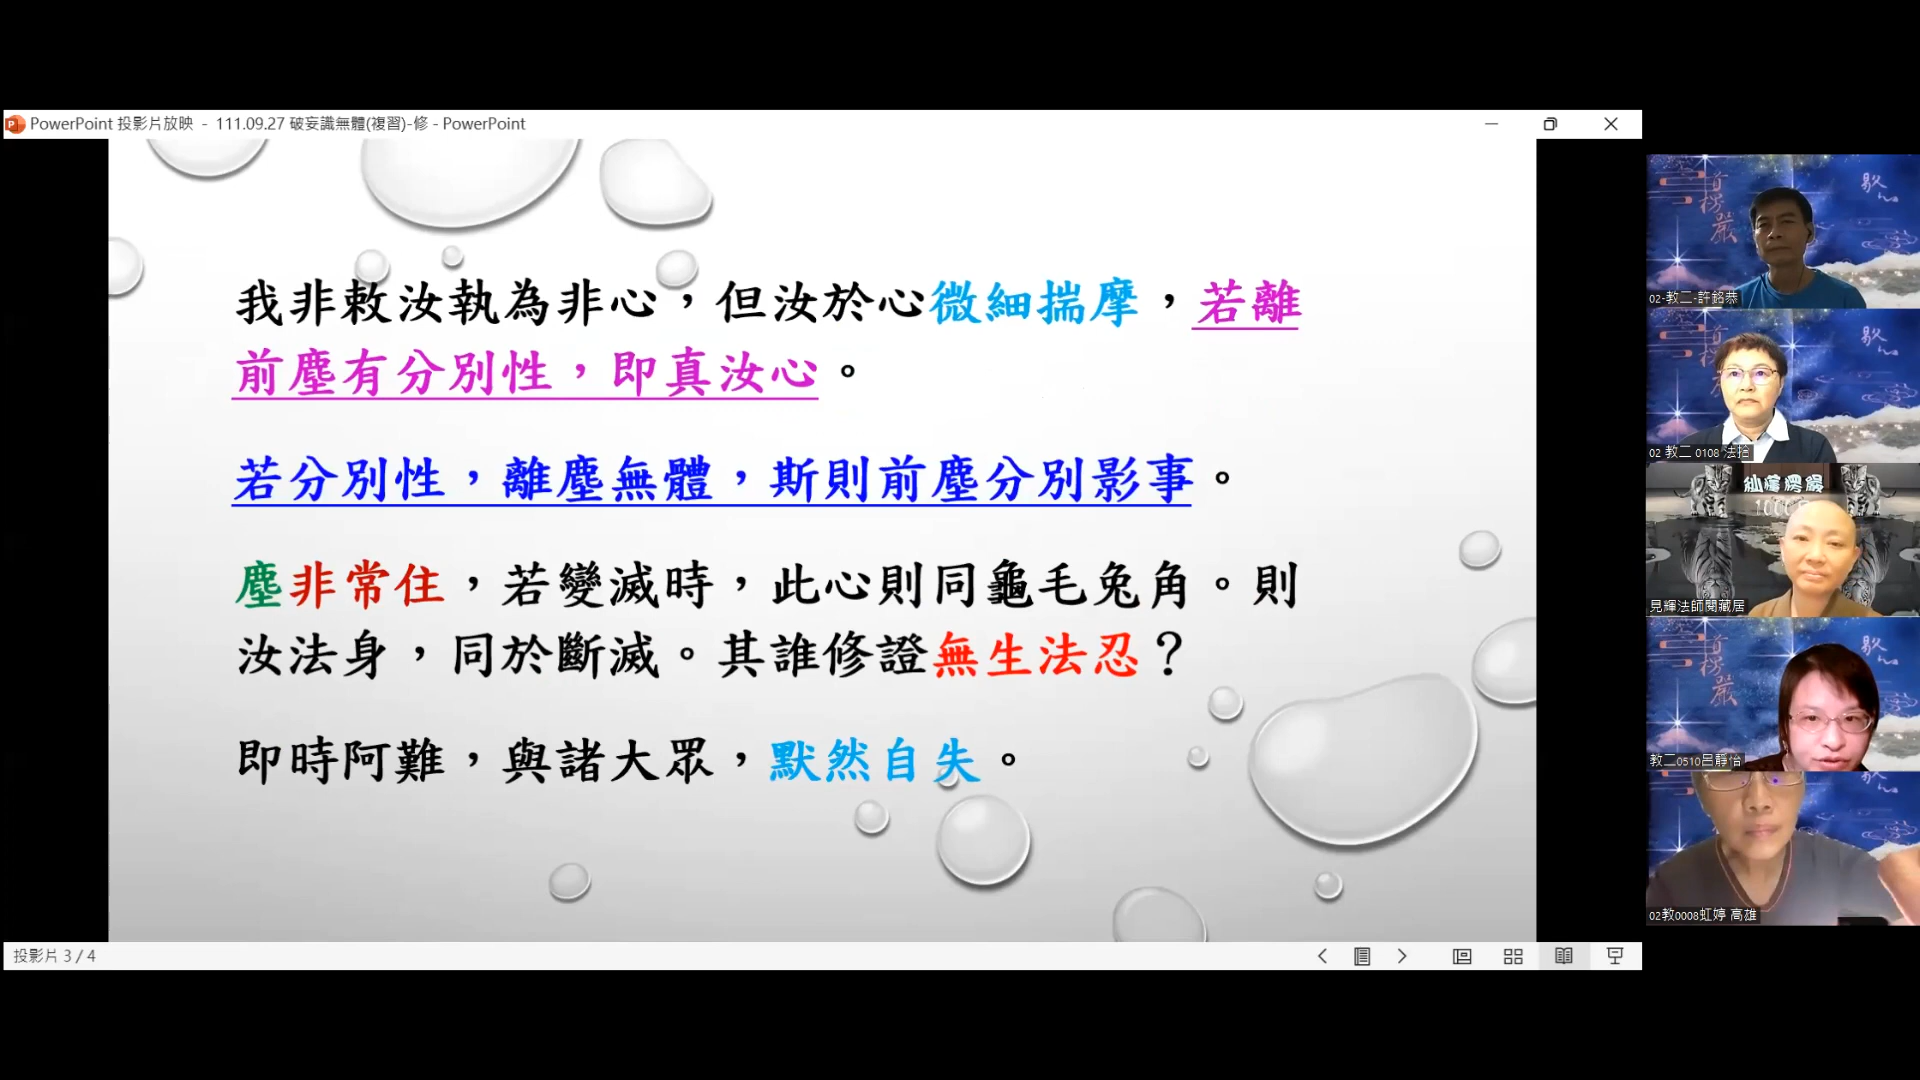 PowerPoint 投影片放映 - 111.09.27 破妄識無體(複習)-修 - PowerPoint
我非敕汝執為非心，但汝於心微細揣摩，若離
前塵有分別性，即真汝心。
若分別性，離塵無體，斯則前塵分別影事。
塵非常住，若變滅時，此心則同龜毛兔角。則
汝法身，同於斷滅。其誰修證無生法忍？
即時阿難，與諸大眾，默然自失。
投影片 3 / 4
02-教二-許銘恭
02 教二 0108 法拾
見輝法師閱藏居
教二0510呂靜怡
02教0008虹婷 高雄